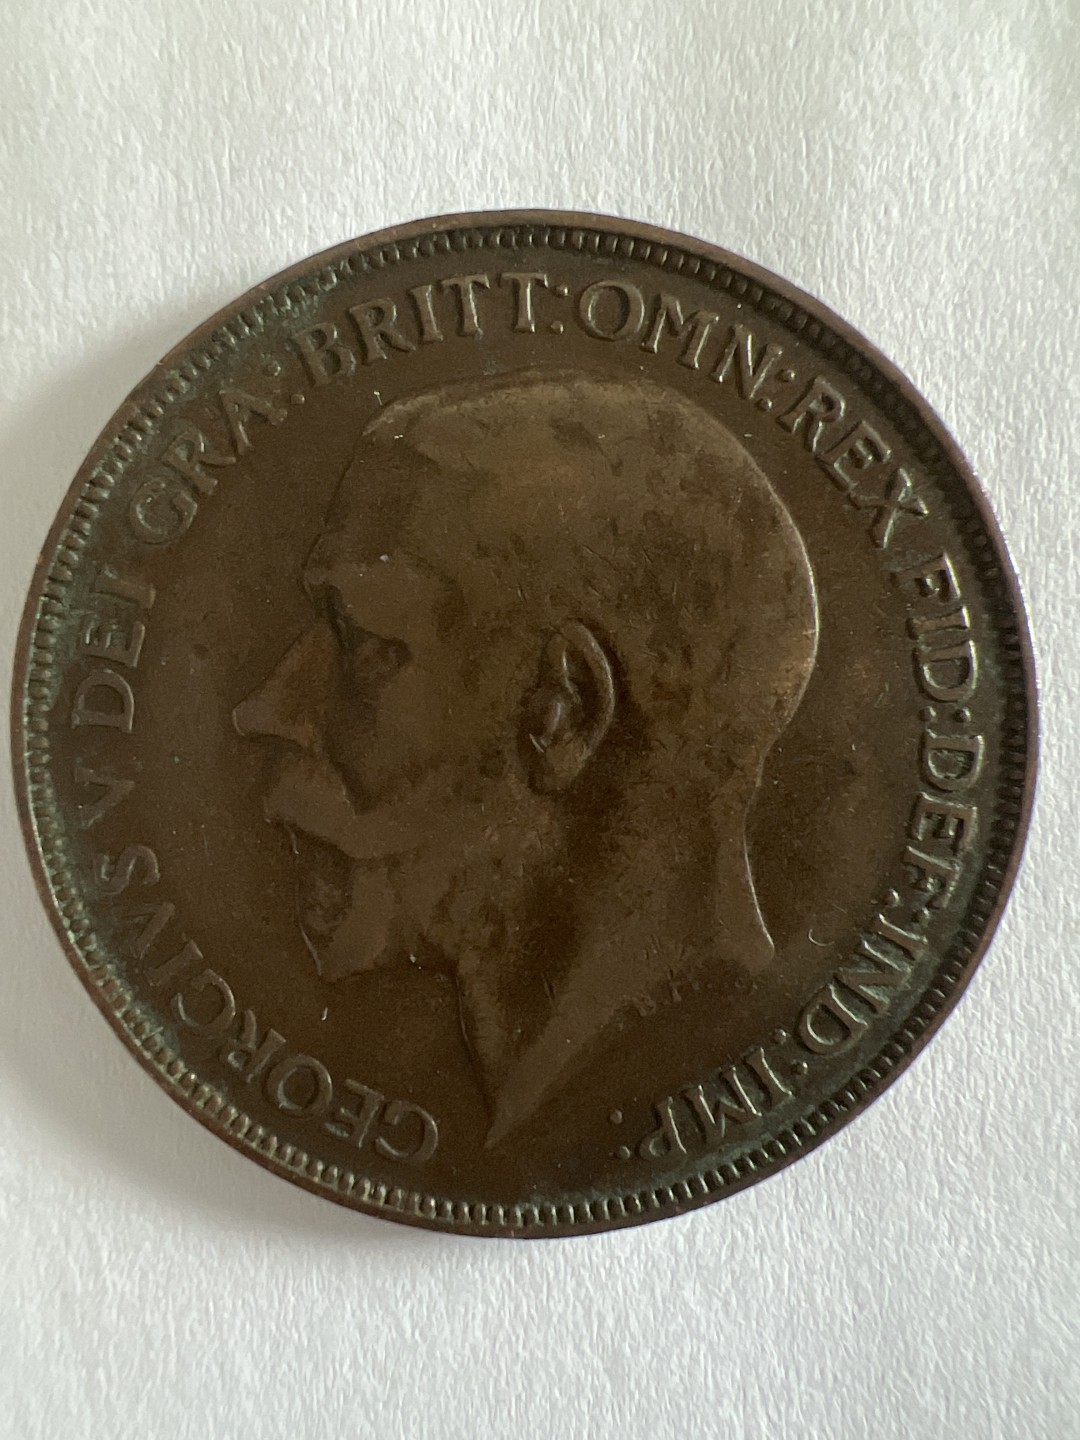 GEORGIVS V DEI GRA: BRITT: OMN: REX FID: DEF: IND: IMP: